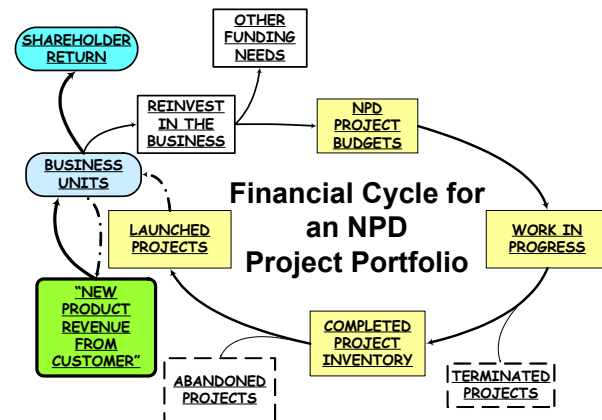 OTHER
FUNDING
NEEDS
SHAREHOLDER
RETURN
REINVEST
IN THE
BUSINESS
NPD
PROJECT
BUDGETS
BUSINESS
UNITS
Financial Cycle for
an NPD
Project Portfolio
LAUNCHED
PROJECTS
WORK IN
PROGRESS
“NEW
PRODUCT
REVENUE
FROM
CUSTOMER”
COMPLETED
PROJECT
INVENTORY
ABANDONED
PROJECTS
TERMINATED
PROJECTS